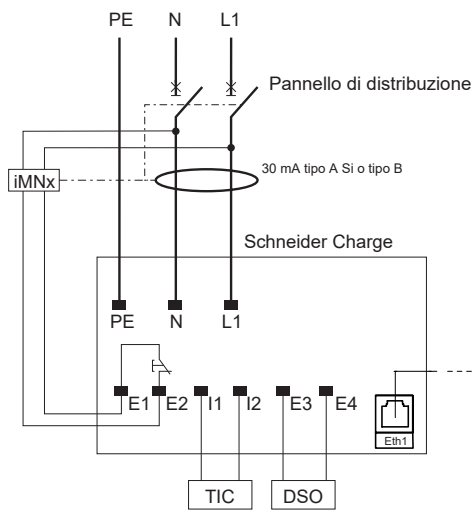 PE N L1
Pannello di distribuzione
30 mA tipo A Si o tipo B
iMNx
Schneider Charge
PE N L1
E1 E2 I1 I2 E3 E4
Eth1
TIC DSO